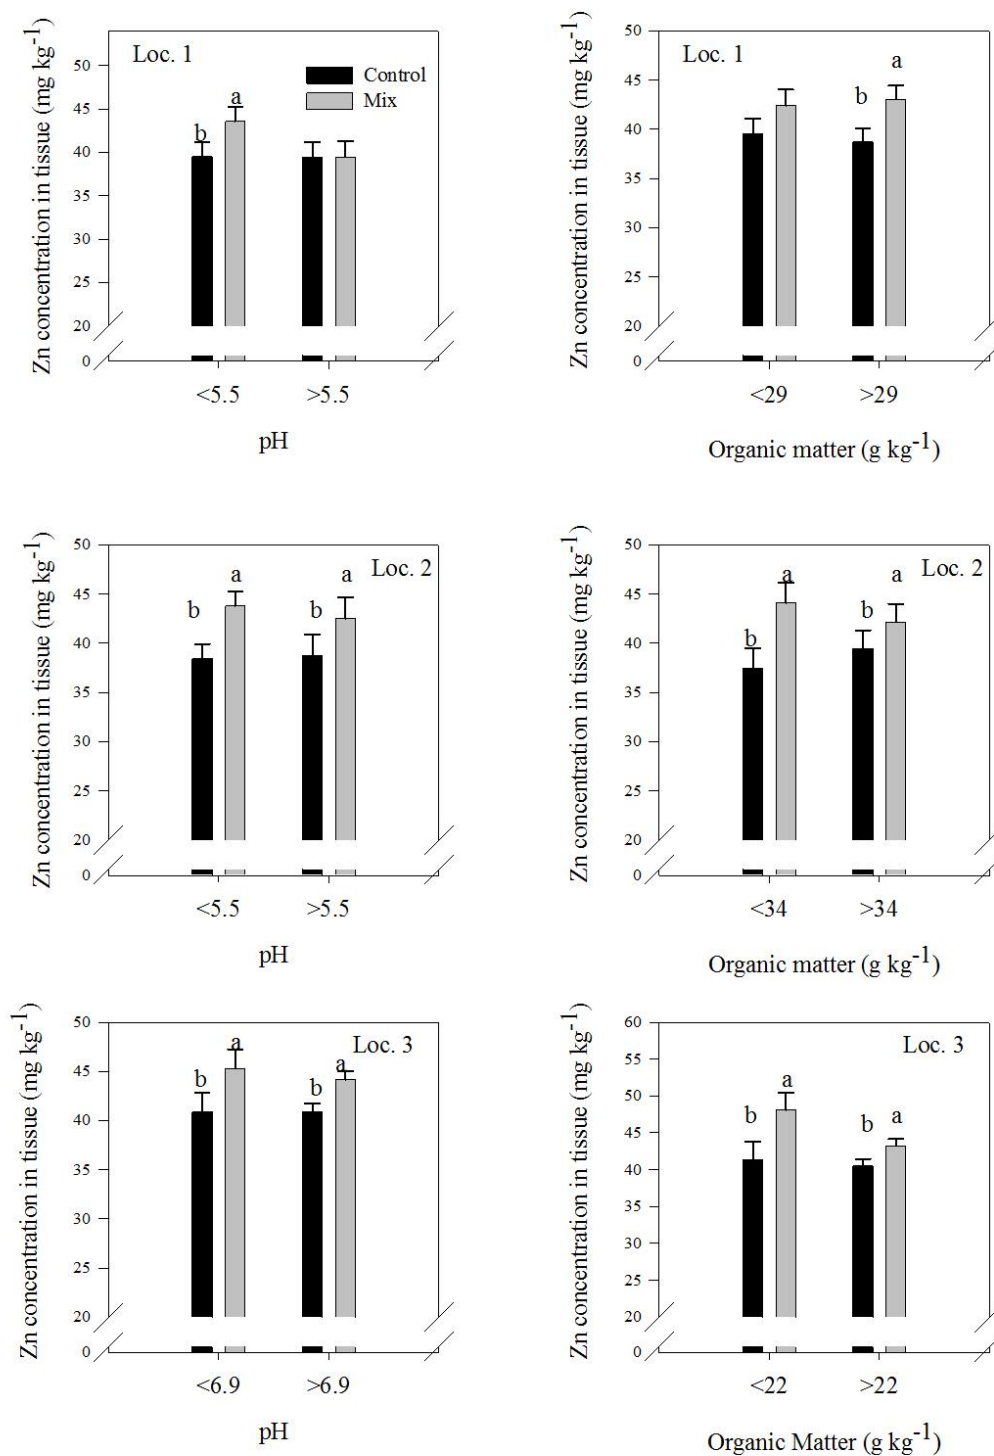 Zn concentration in tissue (mg kg-1)
Loc. 1
Control
Mix
50
45
40
35
30
25
20
0
b
a
<5.5
>5.5
pH
Zn concentration in tissue (mg kg-1)
Loc. 1
50
45
40
35
30
25
20
0
b
a
<29
>29
Organic matter (g kg-1)
Zn concentration in tissue (mg kg-1)
Loc. 2
50
45
40
35
30
25
20
0
b
a
b
a
<5.5
>5.5
pH
Zn concentration in tissue (mg kg-1)
Loc. 2
50
45
40
35
30
25
20
0
b
a
b
a
<34
>34
Organic matter (g kg-1)
Zn concentration in tissue (mg kg-1)
Loc. 3
50
45
40
35
30
25
20
0
b
a
b
a
<6.9
>6.9
pH
Zn concentration in tissue (mg kg-1)
Loc. 3
60
55
50
45
40
35
30
25
20
0
b
a
b
a
<22
>22
Organic Matter (g kg-1)